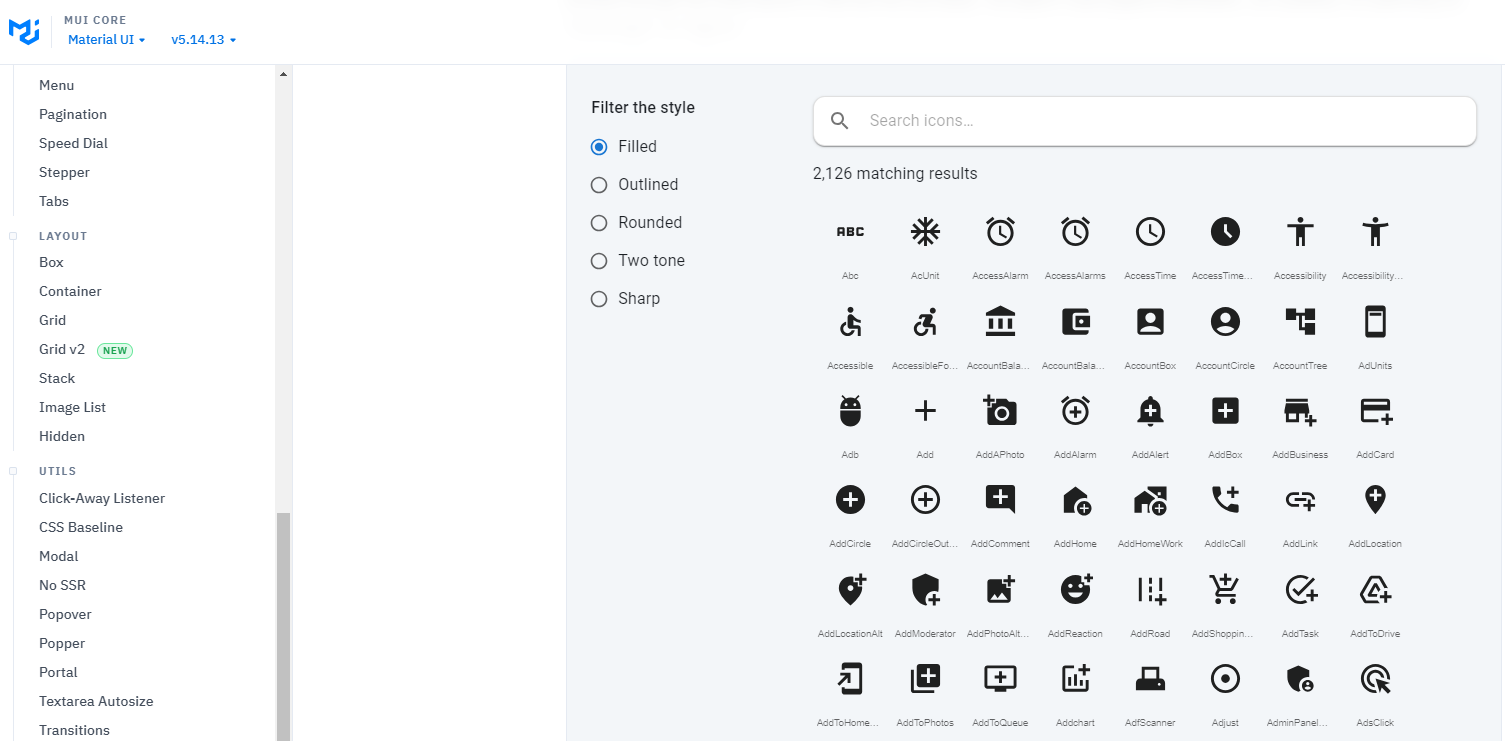 MUI CORE
Material UI
v5.14.13
Menu
Pagination
Speed Dial
Stepper
Tabs
LAYOUT
Box
Container
Grid
Grid v2 NEW
Stack
Image List
Hidden
UTILS
Click-Away Listener
CSS Baseline
Modal
No SSR
Popover
Popper
Portal
Textarea Autosize
Transitions
Filter the style
Filled
Outlined
Rounded
Two tone
Sharp
Search icons...
2,126 matching results
ABC
Abc AcUnit AccessAlarm AccessAlarms AccessTime AccessTime... Accessibility Accessibility...
Accessible AccessibleFo... AccountBala... AccountBala... AccountBox AccountCircle AccountTree AdUnits
Adb Add AddAPhoto AddAlarm AddAlert AddBox AddBusiness AddCard
AddCircle AddCircleOut... AddComment AddHome AddHomeWork AddIcCall AddLink AddLocation
AddLocationAlt AddModerator AddPhotoAlt... AddReaction AddRoad AddShoppin... AddTask AddToDrive
AddToHome... AddToPhotos AddToQueue Addchart AdfScanner Adjust AdminPanel... AdsClick